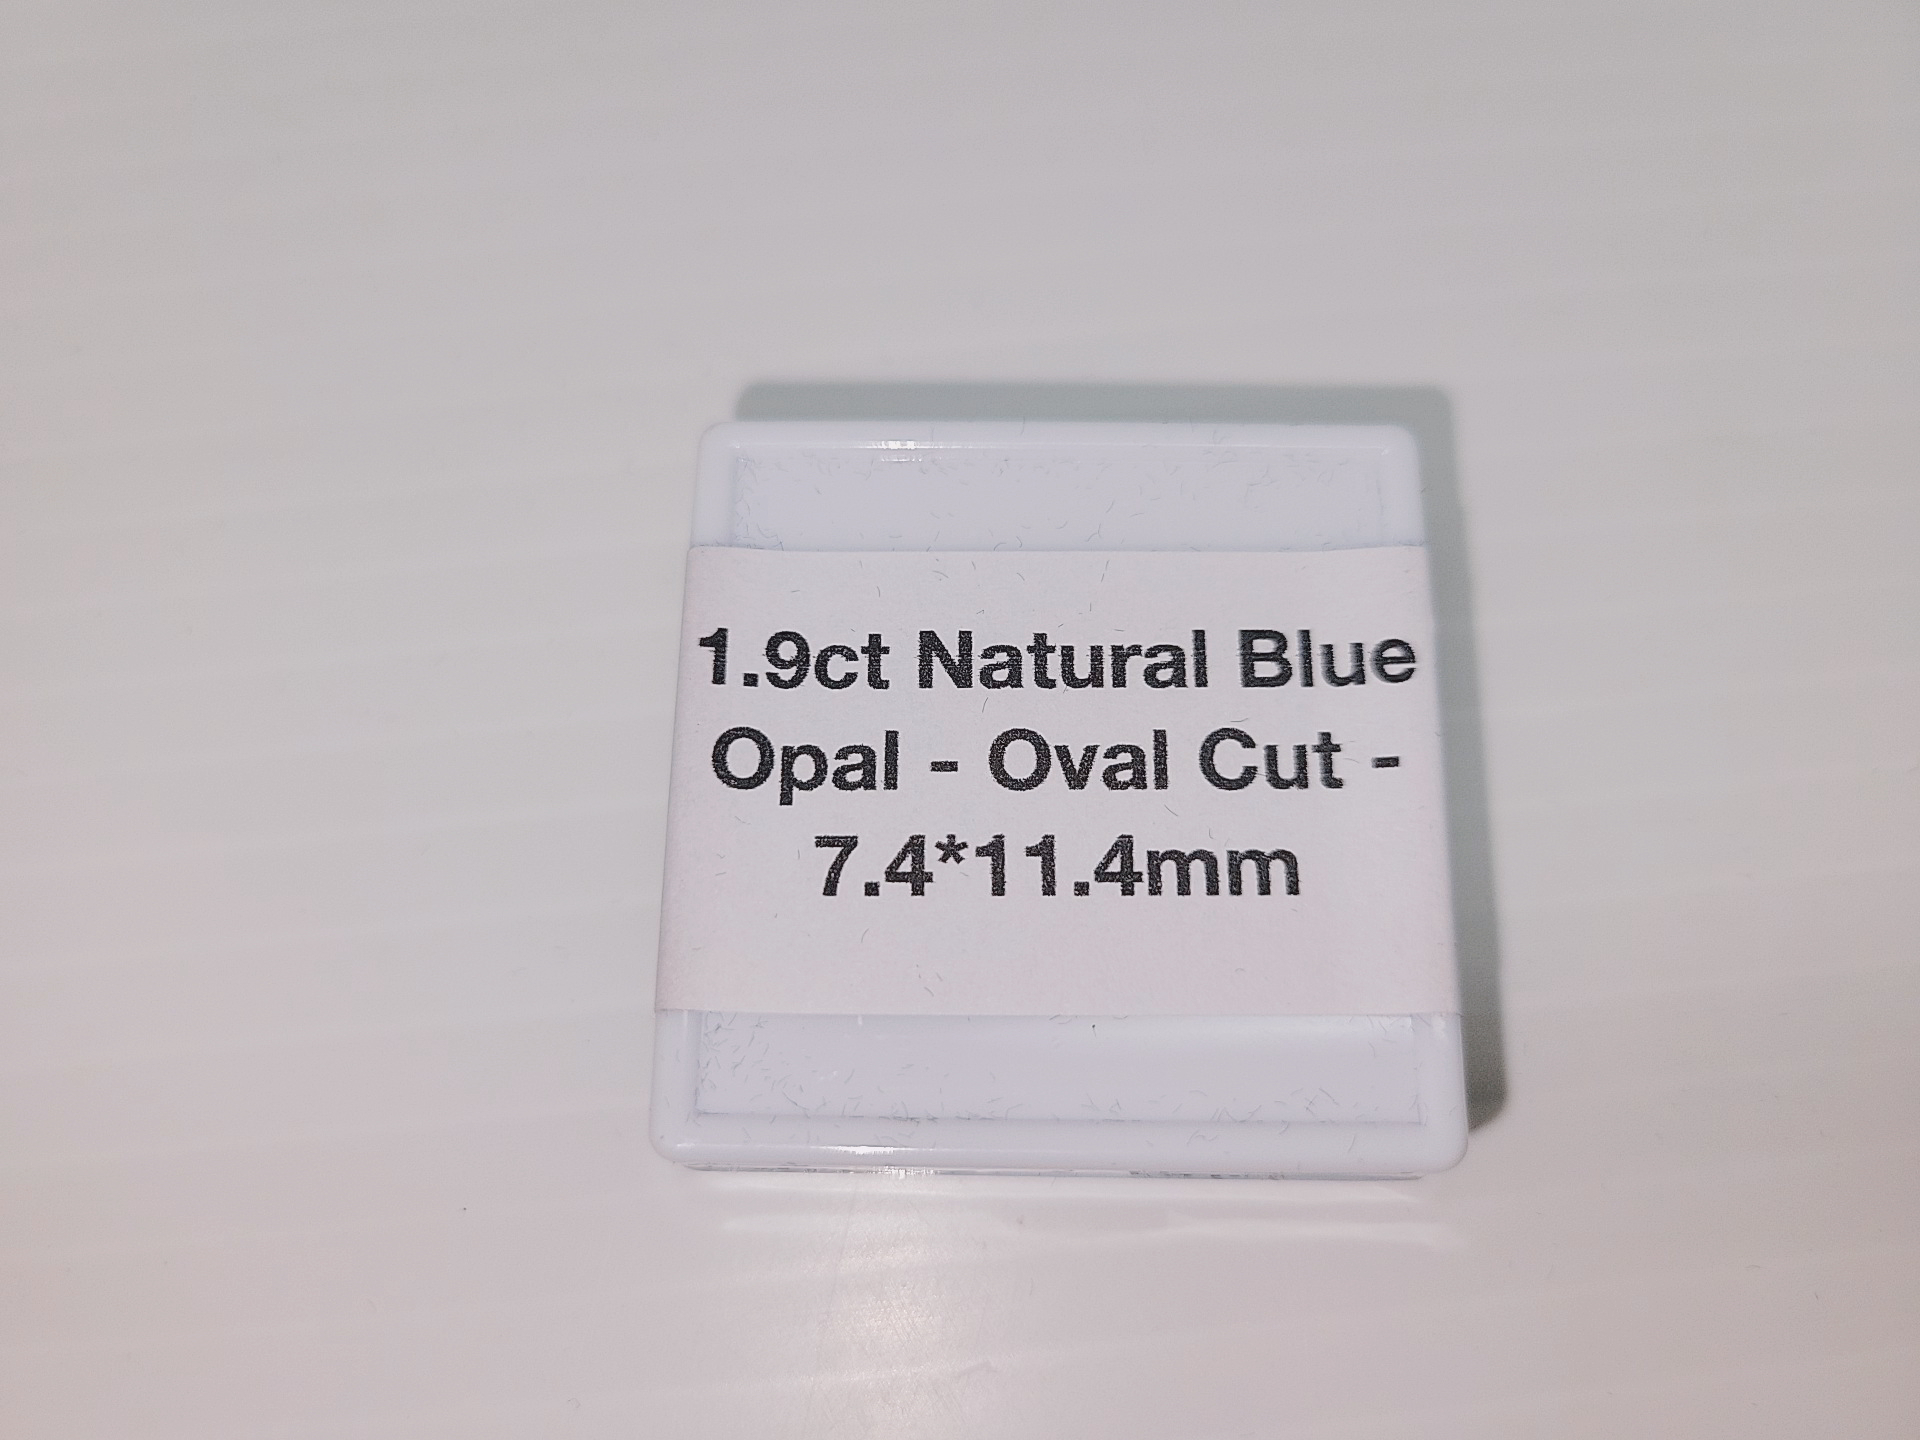 1.9ct Natural Blue
Opal - Oval Cut -
7.4*11.4mm